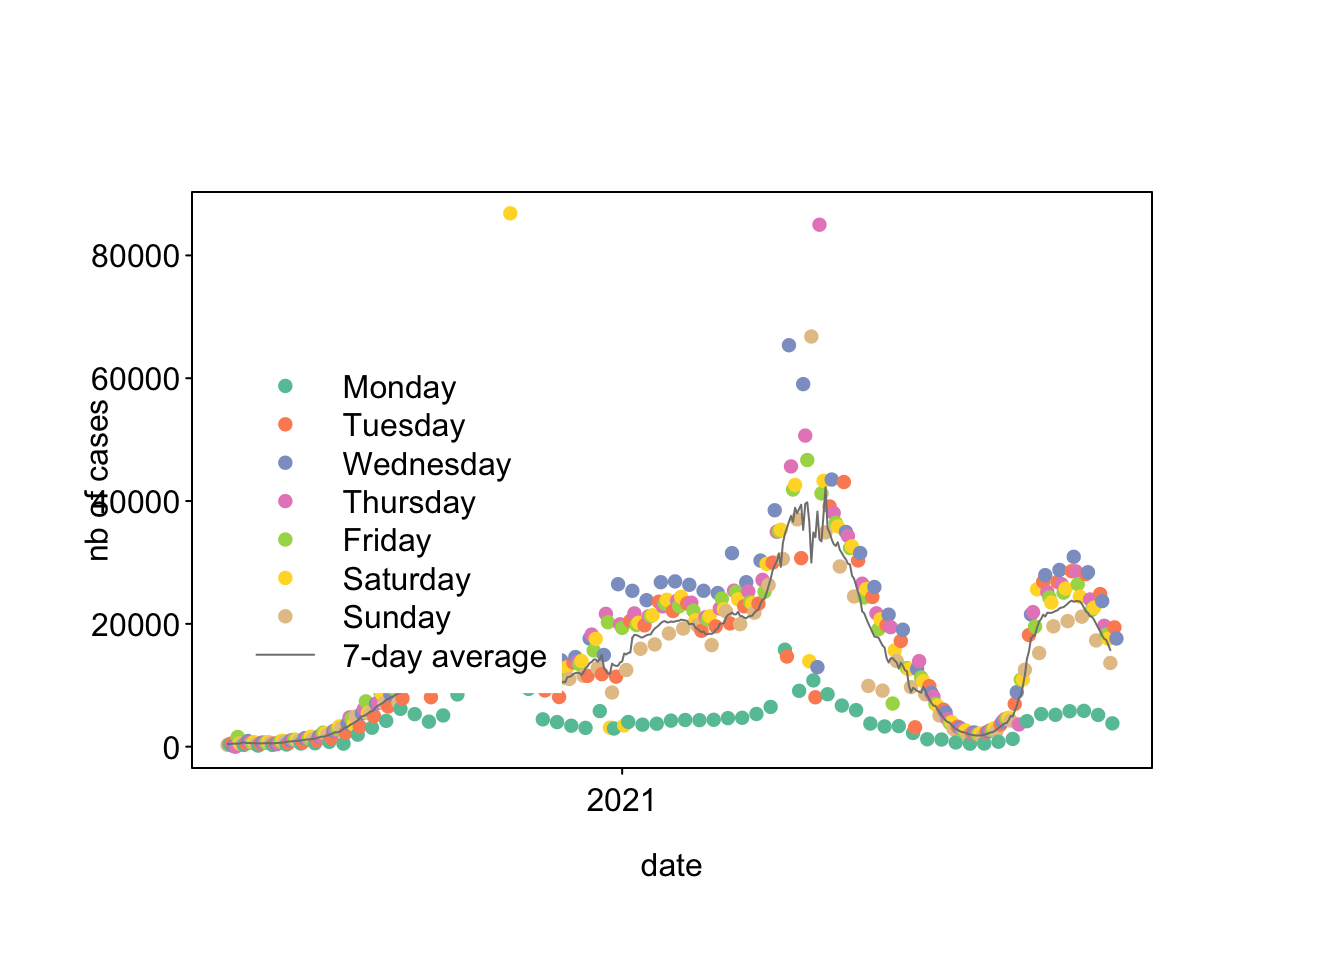 80000
60000
40000
20000
0
nb of cases
Monday
Tuesday
Wednesday
Thursday
Friday
Saturday
Sunday
7-day average
2021
date